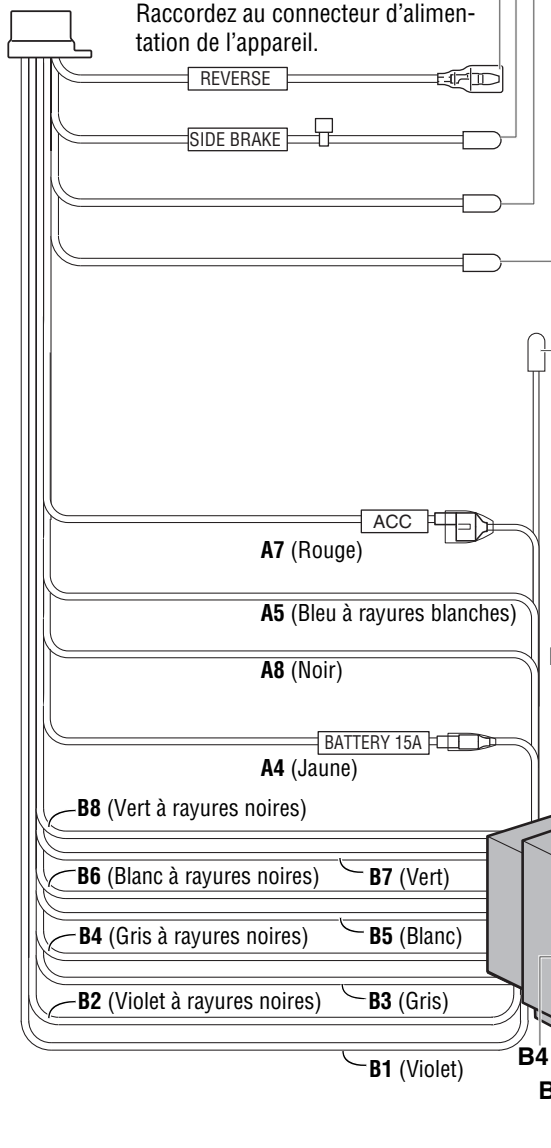 Raccordez au connecteur d'alimen-
tation de l'appareil.
REVERSE
SIDE BRAKE
ACC
A7 (Rouge)
A5 (Bleu à rayures blanches)
A8 (Noir)
BATTERY 15A
A4 (Jaune)
B8 (Vert à rayures noires)
B6 (Blanc à rayures noires) B7 (Vert)
B4 (Gris à rayures noires) B5 (Blanc)
B2 (Violet à rayures noires) B3 (Gris)
B4
B1 (Violet)